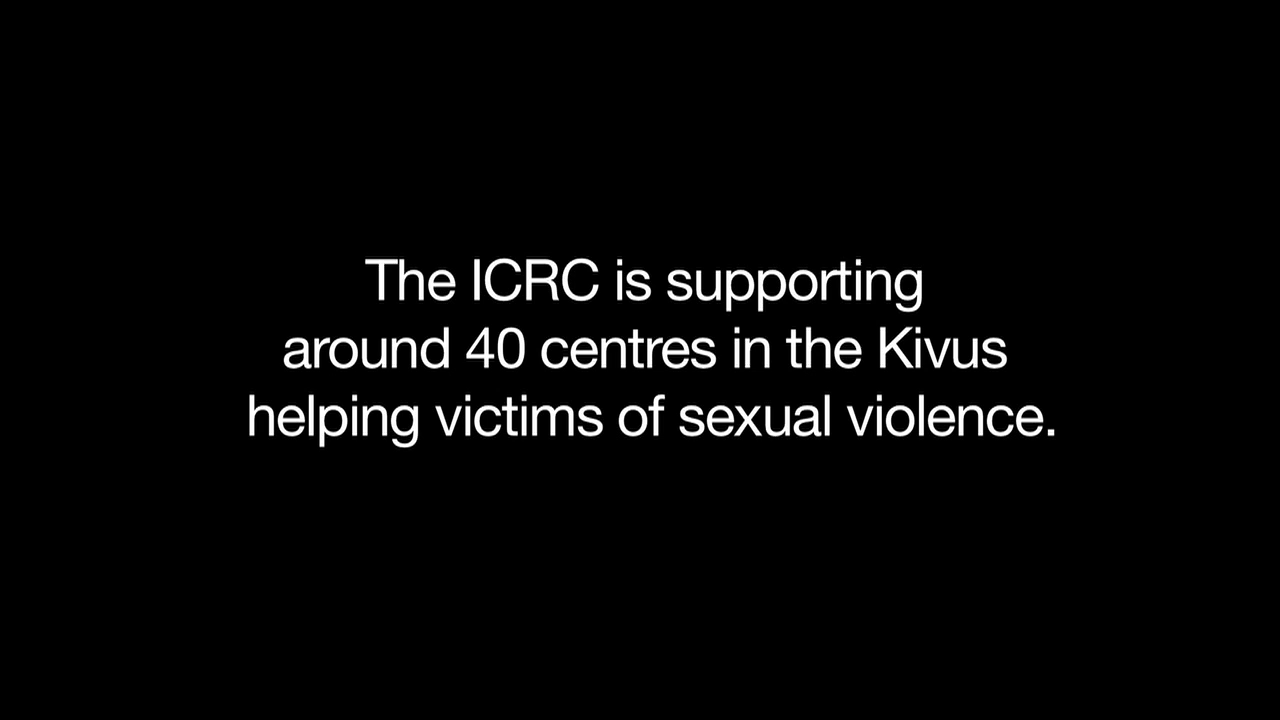 The ICRC is supporting
around 40 centres in the Kivus
helping victims of sexual violence.